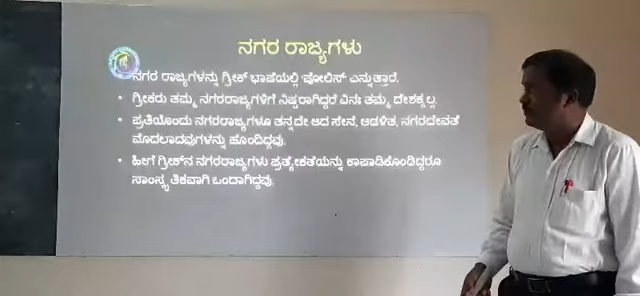 ನಗರ ರಾಜ್ಯಗಳು
ನಗರ ರಾಜ್ಯಗಳನ್ನು ಗ್ರೀಕ್ ಭಾಷೆಯಲ್ಲಿ 'ಪೋಲಿಸ್' ಎನ್ನುತ್ತಾರೆ.
• ಗ್ರೀಕರು ತಮ್ಮ ನಗರರಾಜ್ಯಗಳಿಗೆ ನಿಷ್ಠರಾಗಿದ್ದರೆ ವಿನಃ ತಮ್ಮ ದೇಶಕ್ಕಲ್ಲ.
• ಪ್ರತಿಯೊಂದು ನಗರರಾಜ್ಯಗಳೂ ತನ್ನದೇ ಆದ ಸೇನೆ, ಆಡಳಿತ, ನಗರದೇವತೆ
ಮೊದಲಾದವುಗಳನ್ನು ಹೊಂದಿದ್ದವು.
• ಹೀಗೆ ಗ್ರೀಕ್‌ನ ನಗರರಾಜ್ಯಗಳು ಪ್ರತ್ಯೇಕತೆಯನ್ನು ಕಾಪಾಡಿಕೊಂಡಿದ್ದರೂ
ಸಾಂಸ್ಕೃತಿಕವಾಗಿ ಒಂದಾಗಿದ್ದವು.